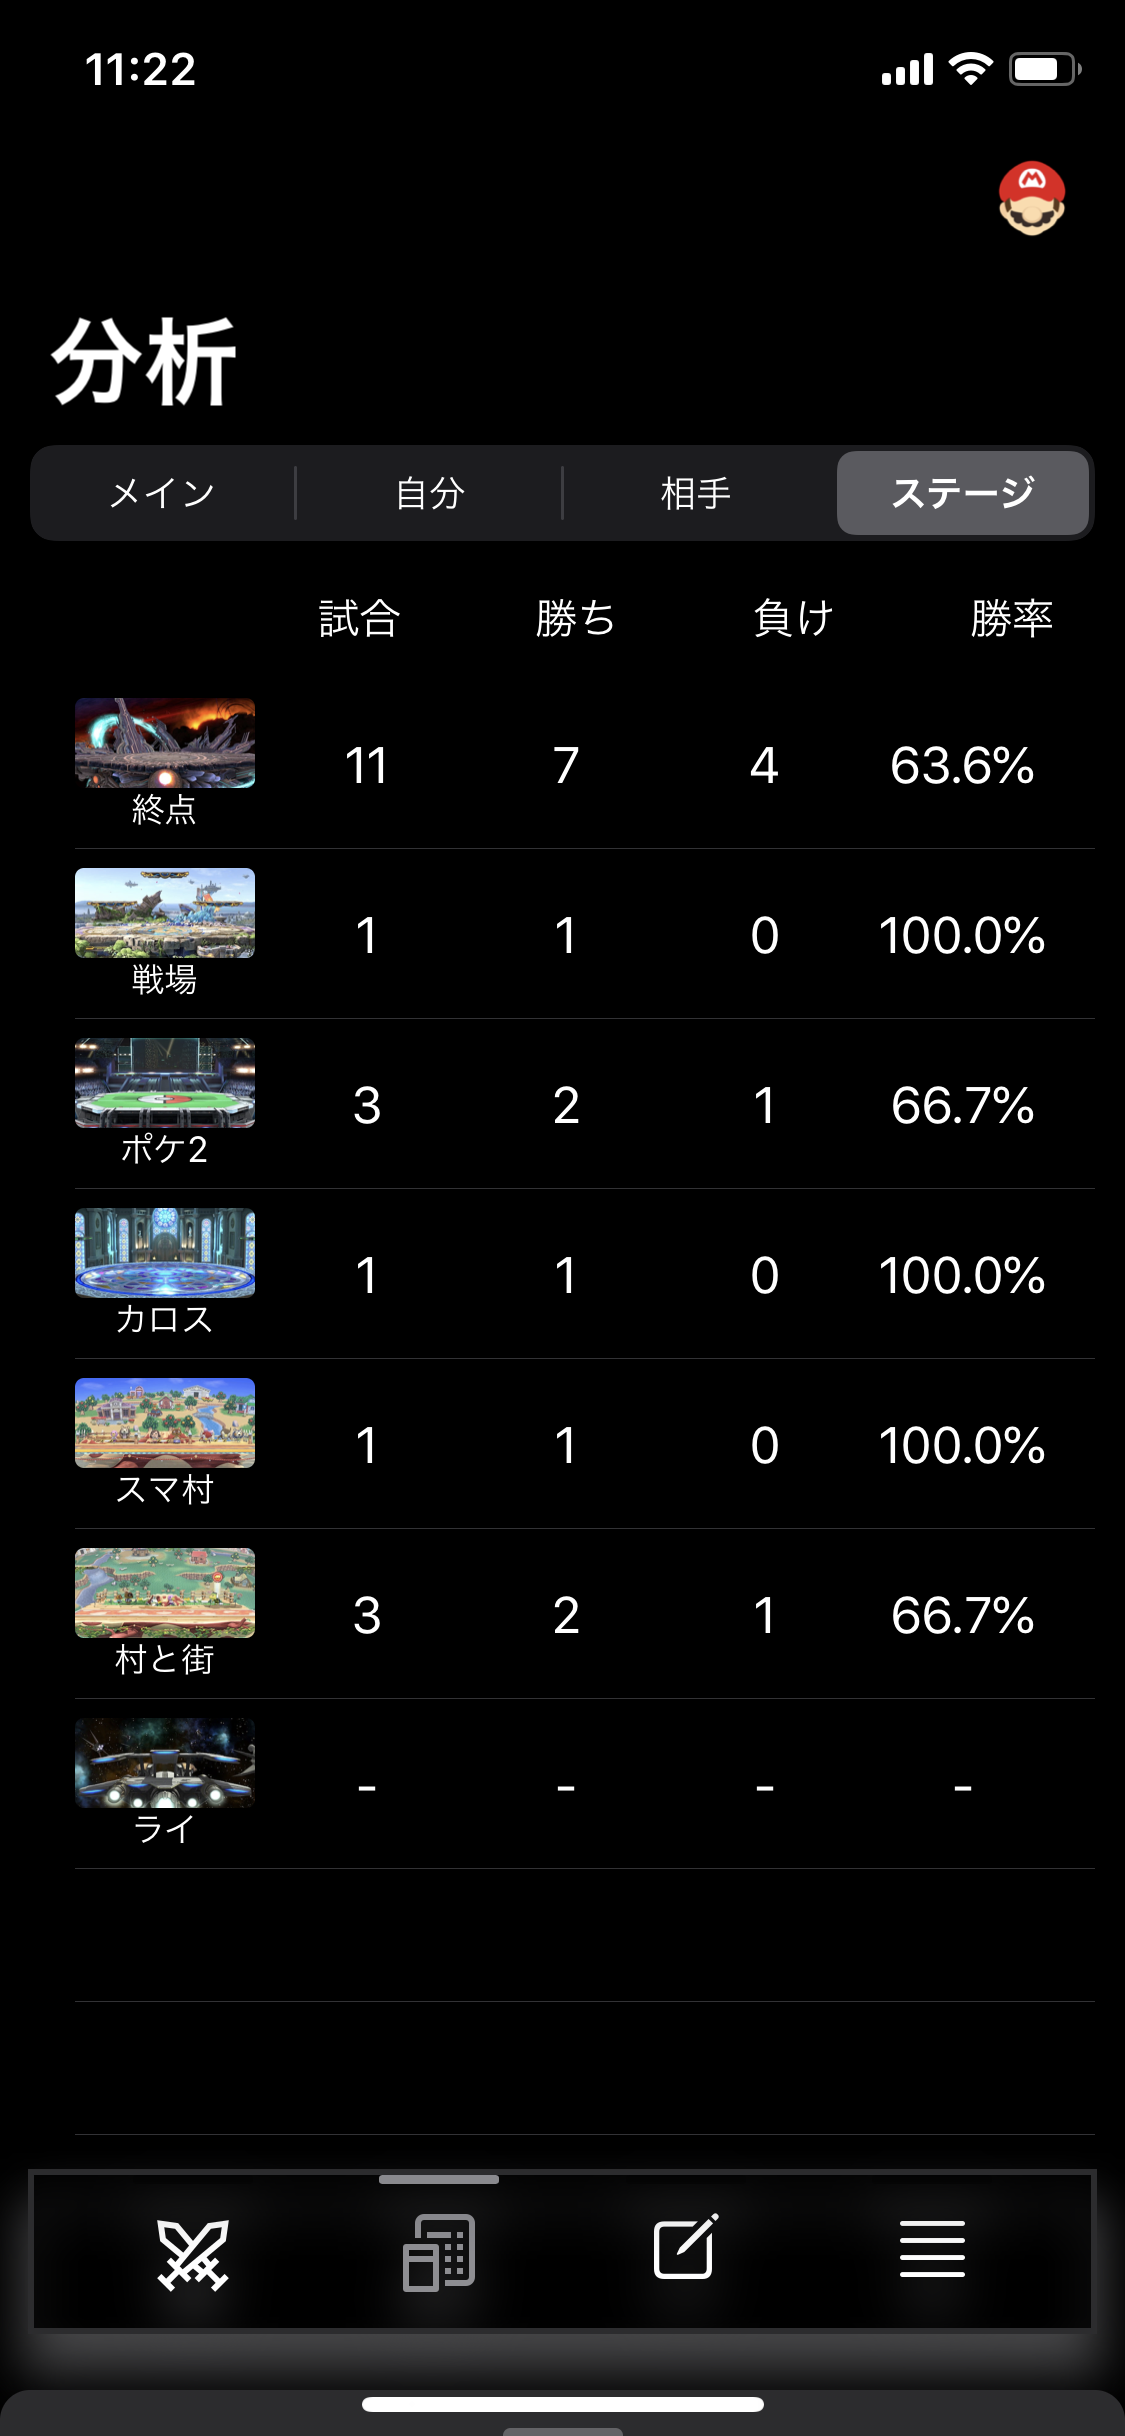 11:22
分析
メイン 自分 相手 ステージ
試合 勝ち 負け 勝率
終点 11 7 4 63.6%
戦場 1 1 0 100.0%
ポケ2 3 2 1 66.7%
カロス 1 1 0 100.0%
スマ村 1 1 0 100.0%
村と街 3 2 1 66.7%
ライ - - - -